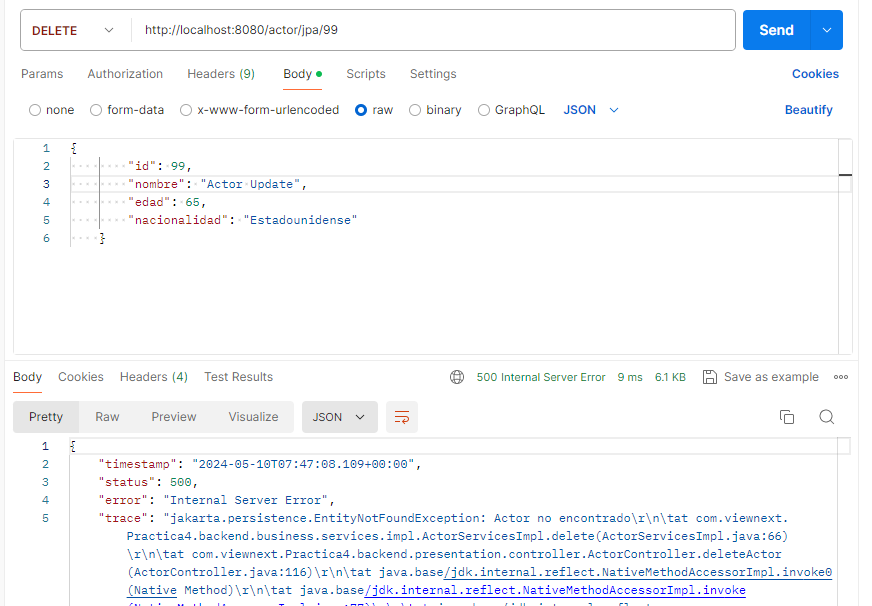 DELETE http://localhost:8080/actor/jpa/99 Send
Params Authorization Headers (9) Body Scripts Settings Cookies
none form-data x-www-form-urlencoded raw binary GraphQL JSON Beautify
1 {
2 "id": 99,
3 "nombre": "Actor Update",
4 "edad": 65,
5 "nacionalidad": "Estadounidense"
6 }
Body Cookies Headers (4) Test Results 500 Internal Server Error 9 ms 6.1 KB Save as example
Pretty Raw Preview Visualize JSON
1 {
2 "timestamp": "2024-05-10T07:47:08.109+00:00",
3 "status": 500,
4 "error": "Internal Server Error",
5 "trace": "jakarta.persistence.EntityNotFoundException: Actor no encontrado\r\n\tat com.viewnext.
Practica4.backend.business.services.impl.ActorServicesImpl.delete(ActorServicesImpl.java:66)
\r\n\tat com.viewnext.Practica4.backend.presentation.controller.ActorController.deleteActor
(ActorController.java:116)\r\n\tat java.base/jdk.internal.reflect.NativeMethodAccessorImpl.invoke0
(Native Method)\r\n\tat java.base/jdk.internal.reflect.NativeMethodAccessorImpl.invoke